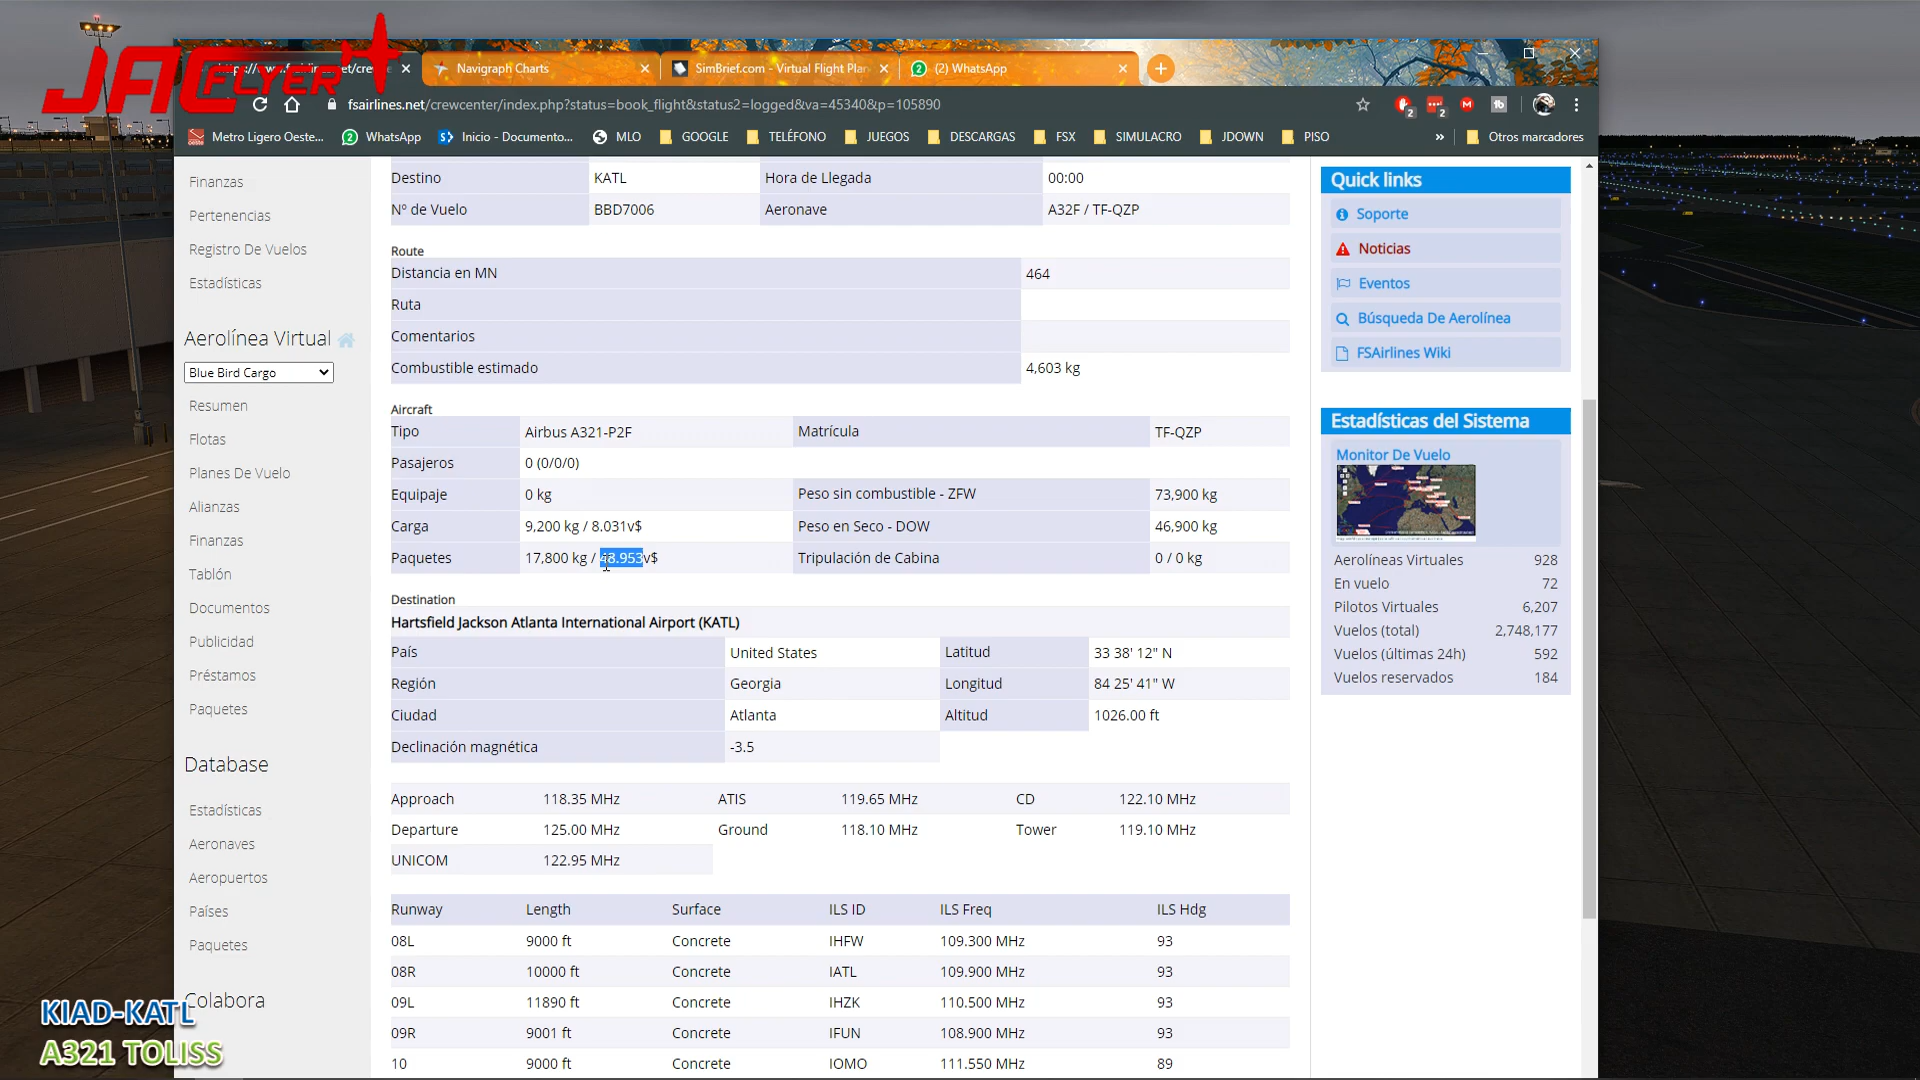 JACFLYER
https://www.fsairlines.net/crew
Navigraph Charts
SimBrief.com - Virtual Flight Plan
(2) WhatsApp
fsairlines.net/crewcenter/index.php?status=book_flight&status2=logged&va=45340&p=105890
Metro Ligero Oeste...
WhatsApp
Inicio - Documento...
MLO
GOOGLE
TELÉFONO
JUEGOS
DESCARGAS
FSX
SIMULACRO
JDOWN
PISO
»
Otros marcadores
Finanzas
Pertenencias
Registro De Vuelos
Estadísticas
Aerolínea Virtual
Blue Bird Cargo
Resumen
Flotas
Planes De Vuelo
Alianzas
Finanzas
Tablón
Documentos
Publicidad
Préstamos
Paquetes
Database
Estadísticas
Aeronaves
Aeropuertos
Países
Paquetes
Colabora
Destino KATL Hora de Llegada 00:00
Nº de Vuelo BBD7006 Aeronave A32F / TF-QZP
Route
Distancia en MN 464
Ruta
Comentarios
Combustible estimado 4,603 kg
Aircraft
Tipo Airbus A321-P2F Matrícula TF-QZP
Pasajeros 0 (0/0/0)
Equipaje 0 kg Peso sin combustible - ZFW 73,900 kg
Carga 9,200 kg / 8.031v$ Peso en Seco - DOW 46,900 kg
Paquetes 17,800 kg / 48.953v$ Tripulación de Cabina 0 / 0 kg
Destination
Hartsfield Jackson Atlanta International Airport (KATL)
País United States Latitud 33 38' 12" N
Región Georgia Longitud 84 25' 41" W
Ciudad Atlanta Altitud 1026.00 ft
Declinación magnética -3.5
Approach 118.35 MHz ATIS 119.65 MHz CD 122.10 MHz
Departure 125.00 MHz Ground 118.10 MHz Tower 119.10 MHz
UNICOM 122.95 MHz
Runway Length Surface ILS ID ILS Freq ILS Hdg
08L 9000 ft Concrete IHFW 109.300 MHz 93
08R 10000 ft Concrete IATL 109.900 MHz 93
09L 11890 ft Concrete IHZK 110.500 MHz 93
09R 9001 ft Concrete IFUN 108.900 MHz 93
10 9000 ft Concrete IOMO 111.550 MHz 89
Quick links
Soporte
Noticias
Eventos
Búsqueda De Aerolínea
FSAirlines Wiki
Estadísticas del Sistema
Monitor De Vuelo
Aerolíneas Virtuales 928
En vuelo 72
Pilotos Virtuales 6,207
Vuelos (total) 2,748,177
Vuelos (últimas 24h) 592
Vuelos reservados 184
KIAD-KATL
A321 TOLISS